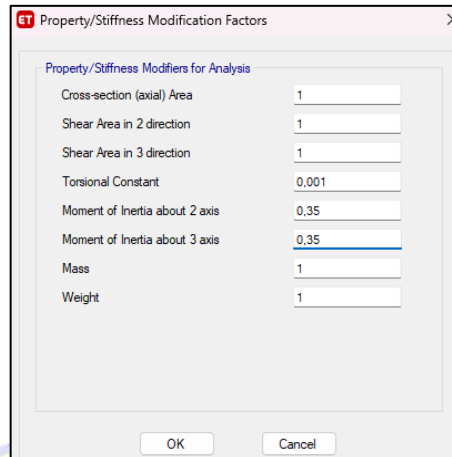 ET Property/Stiffness Modification Factors
Property/Stiffness Modifiers for Analysis
Cross-section (axial) Area 1
Shear Area in 2 direction 1
Shear Area in 3 direction 1
Torsional Constant 0,001
Moment of Inertia about 2 axis 0,35
Moment of Inertia about 3 axis 0,35
Mass 1
Weight 1
OK Cancel